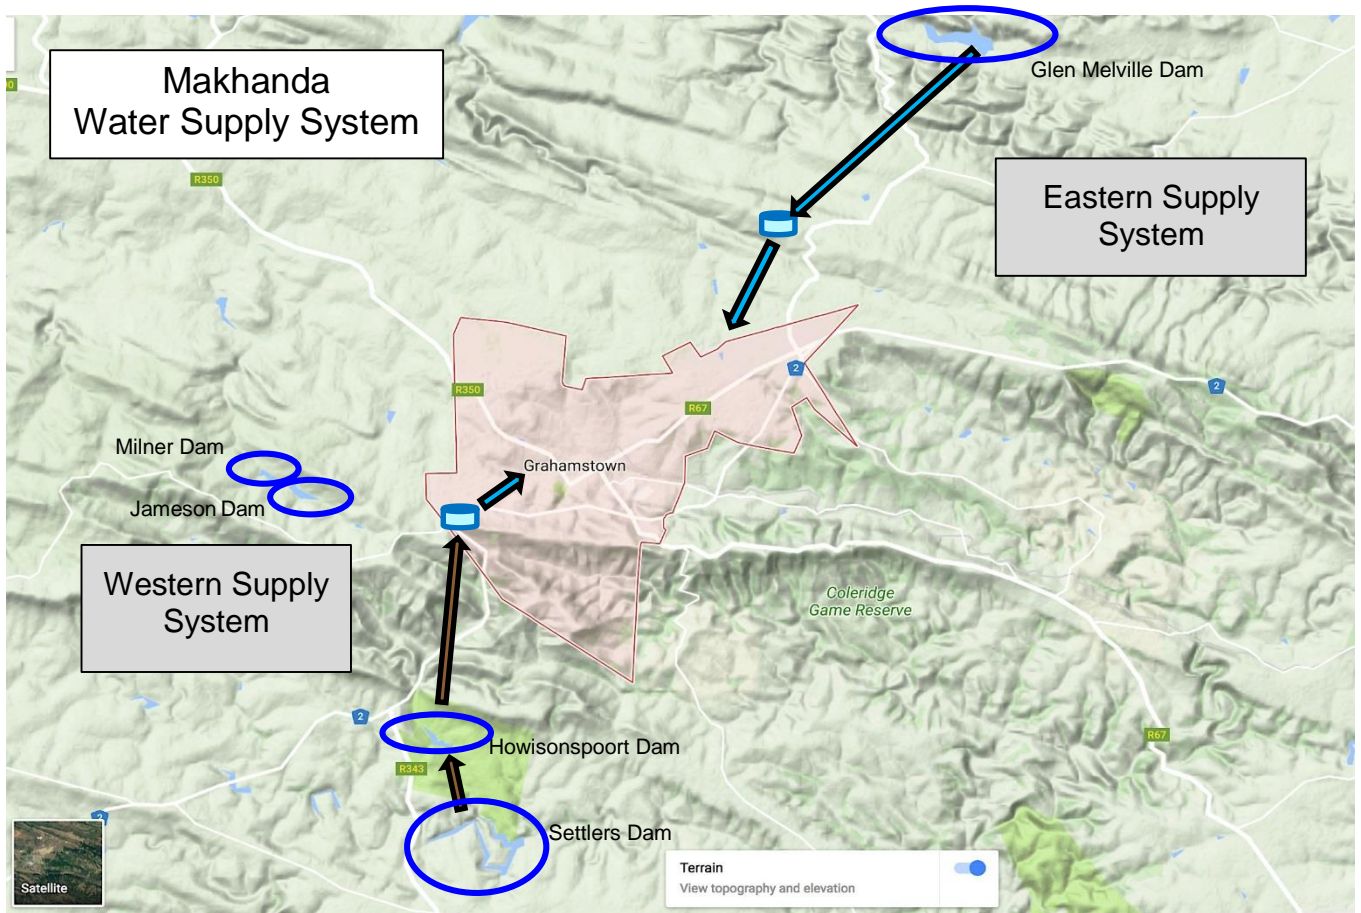 Makhanda
Water Supply System
Glen Melville Dam
R350
Eastern Supply
System
2
2
R350
R67
Milner Dam
Grahamstown
Jameson Dam
Western Supply
System
Coleridge
Game Reserve
2
R67
Howisonspoort Dam
R343
2
Settlers Dam
Terrain
View topography and elevation
Satellite